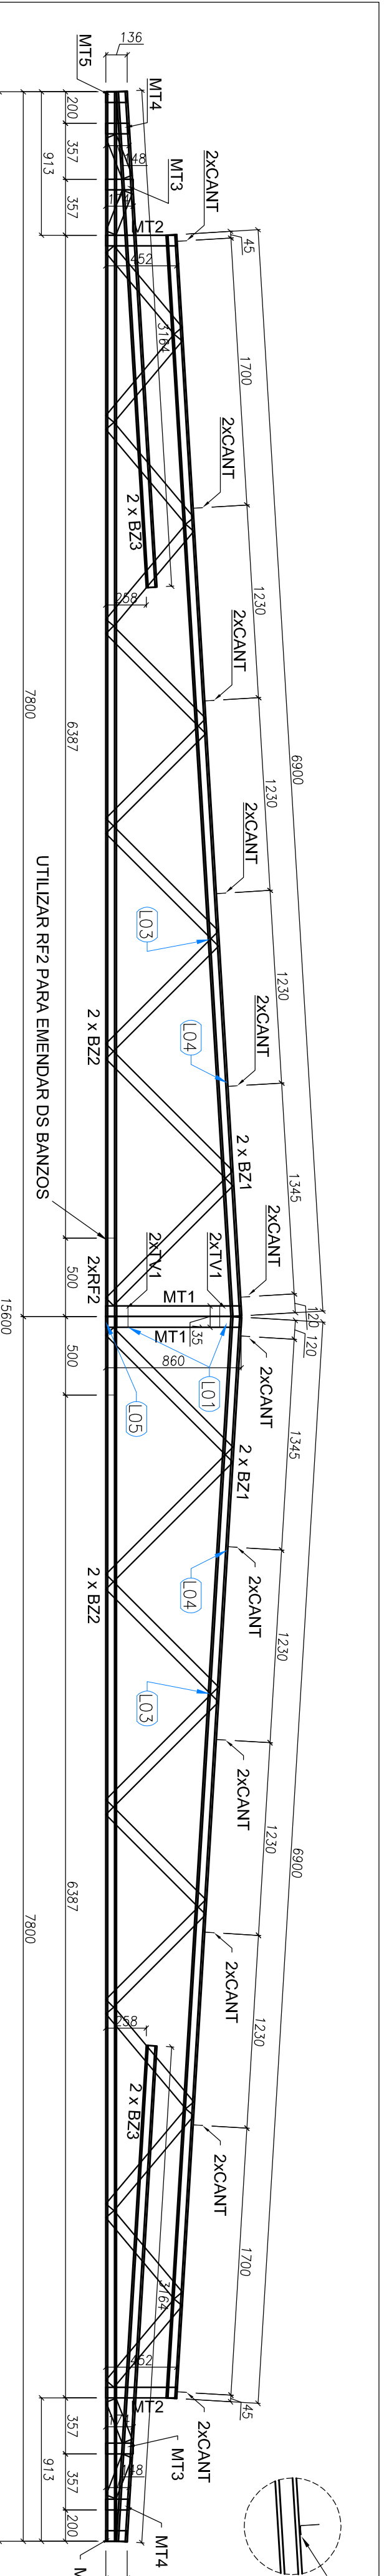 136
MT5
MT4
200
357
357
913
148
MT3
171
MT2
452
2xCANT
45
1700
3164
2xCANT
2 x BZ3
258
1230
2xCANT
1230
6900
7800
6387
2xCANT
L03
1230
2xCANT
L04
UTILIZAR RF2 PARA EMENDAR DS BANZOS
2 x BZ2
2 x BZ1
1345
2xCANT
500
2xRF2
2xTV1
2xTV1
MT1
MT1
35
860
120
120
15600
500
L05
L01
2xCANT
1345
2 x BZ1
2 x BZ2
L04
2xCANT
1230
L03
2xCANT
1230
6900
6387
7800
2xCANT
1230
258
2 x BZ3
2xCANT
1700
3164
452
MT2
2xCANT
45
171
MT3
357
357
913
148
MT4
200